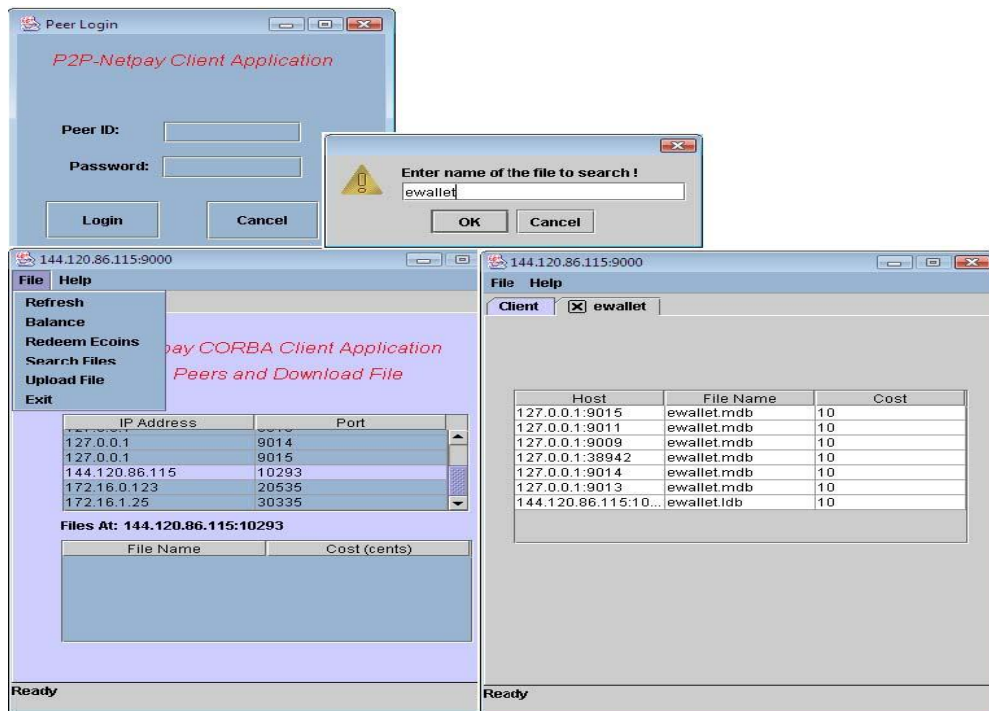 Peer Login
P2P-Netpay Client Application
Peer ID:
Password:
Login Cancel
Enter name of the file to search !
ewallet
OK Cancel
144.120.86.115:9000
File Help
Refresh
Balance
Redeem Ecoins
Search Files
Upload File
Exit
pay CORBA Client Application
Peers and Download File
IP Address Port
127.0.0.1 9014
127.0.0.1 9015
144.120.86.115 10293
172.16.0.123 20535
172.16.1.25 30335
Files At: 144.120.86.115:10293
File Name Cost (cents)
Ready
144.120.86.115:9000
File Help
Client ewallet
Host File Name Cost
127.0.0.1:9015 ewallet.mdb 10
127.0.0.1:9011 ewallet.mdb 10
127.0.0.1:9009 ewallet.mdb 10
127.0.0.1:38942 ewallet.mdb 10
127.0.0.1:9014 ewallet.mdb 10
127.0.0.1:9013 ewallet.mdb 10
144.120.86.115:10... ewallet.ldb 10
Ready